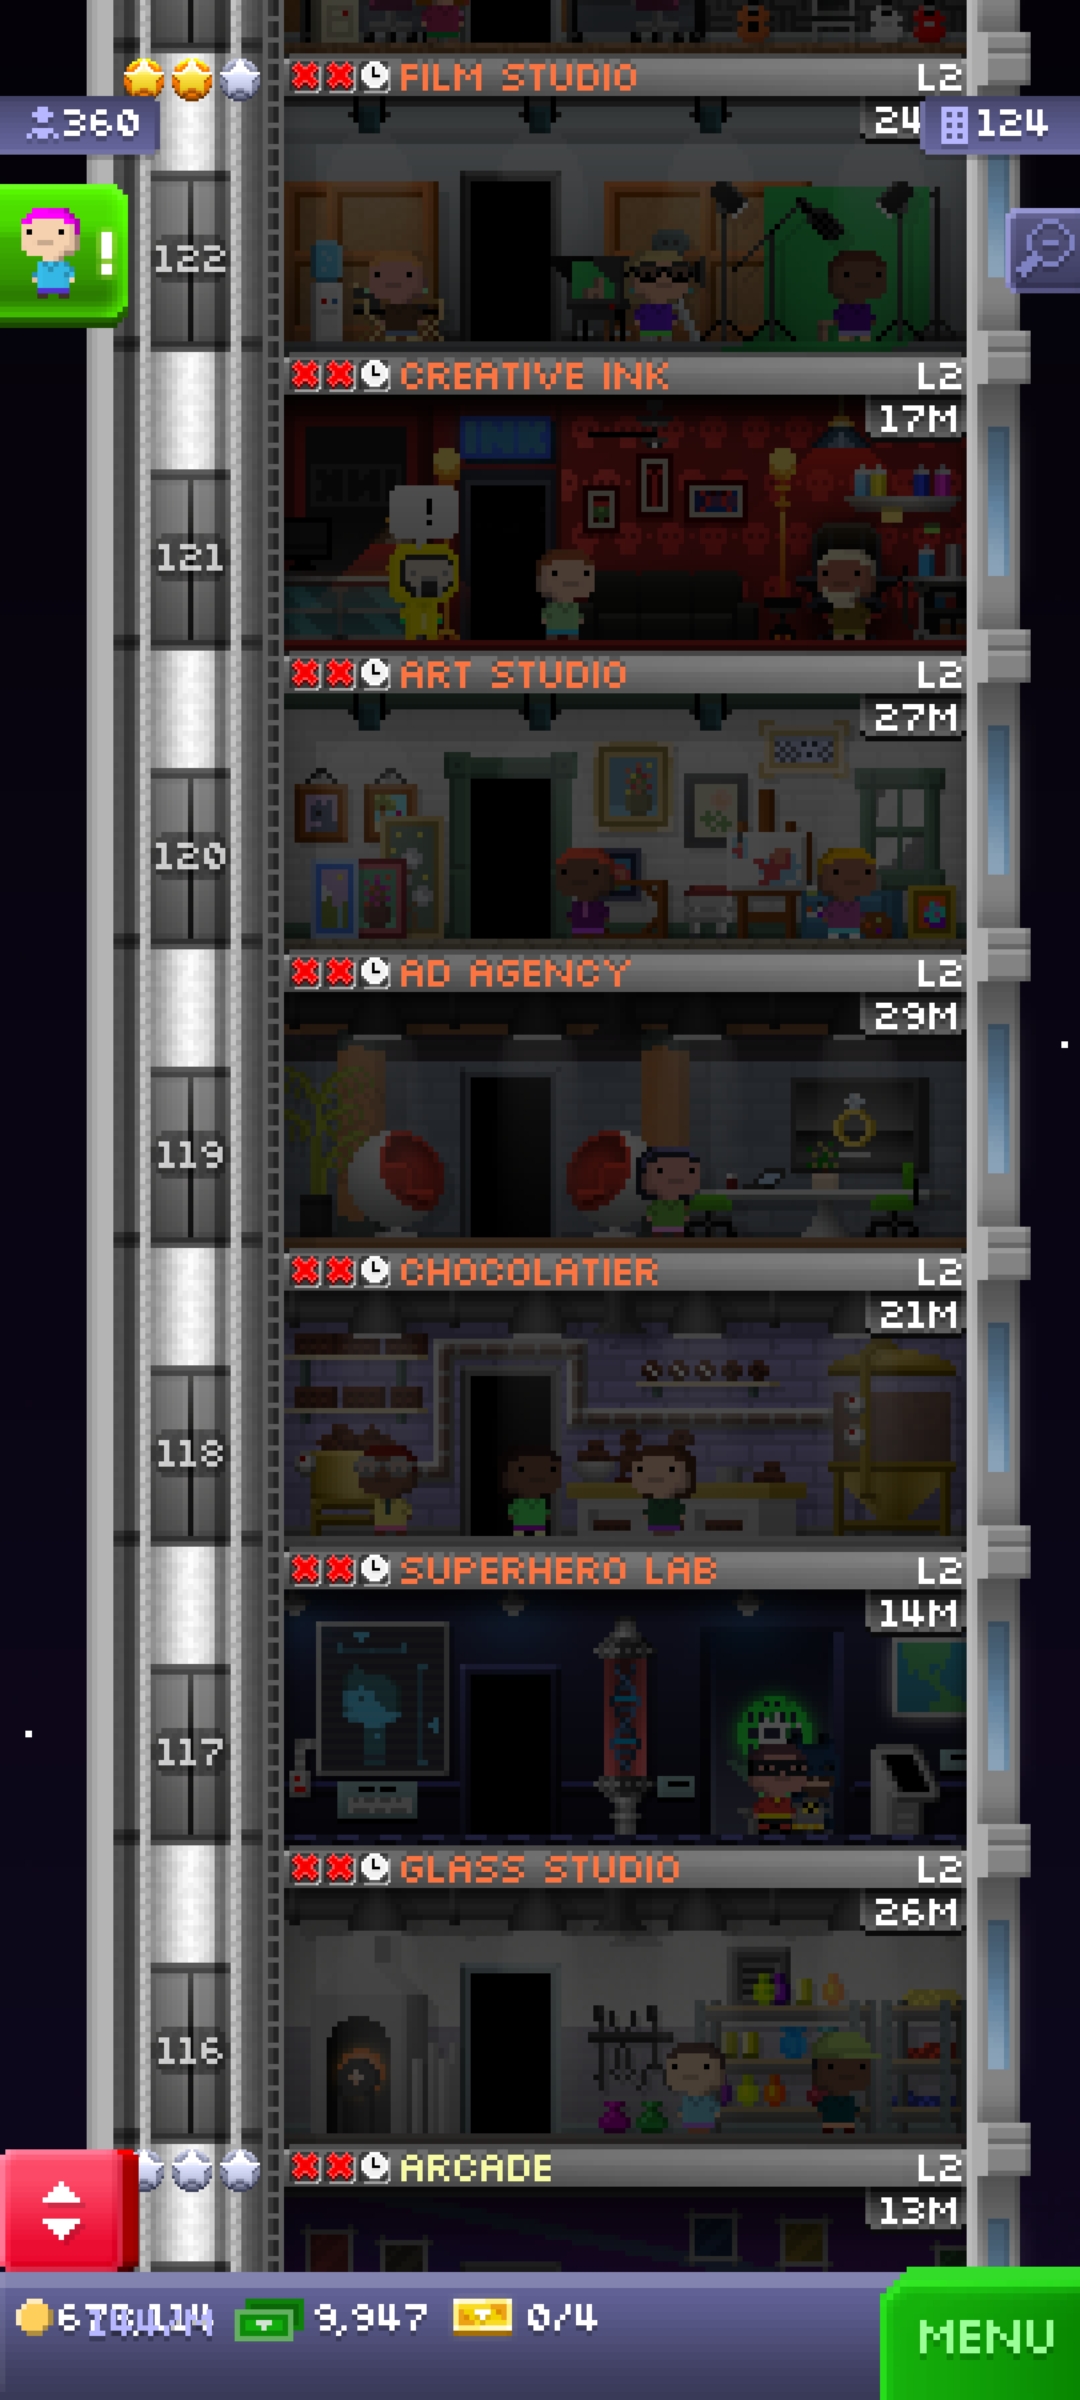 FILM STUDIO L2
360
24
124
!
122
CREATIVE INK L2
17M
INK
!
121
ART STUDIO L2
27M
120
AD AGENCY L2
29M
119
CHOCOLATIER L2
21M
118
SUPERHERO LAB L2
14M
117
GLASS STUDIO L2
26M
116
ARCADE L2
13M
9,947 0/4
MENU